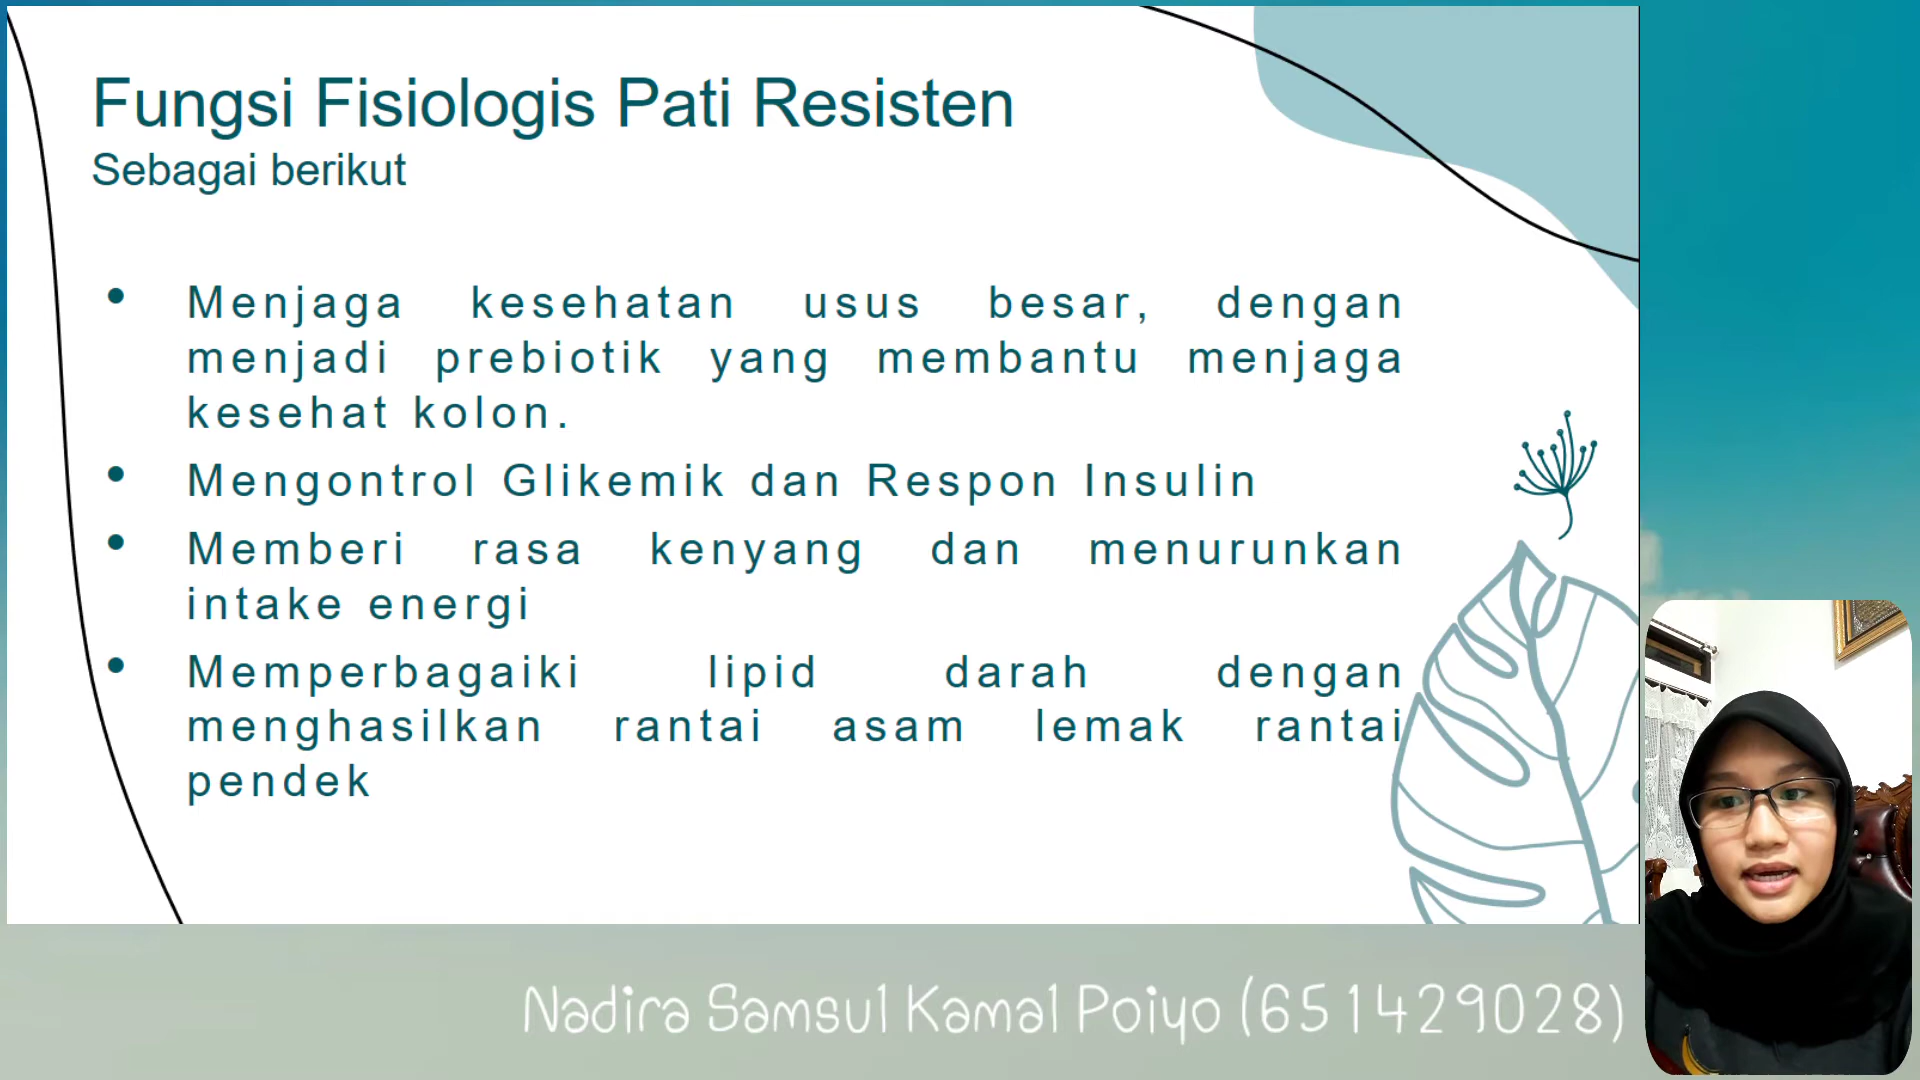 Fungsi Fisiologis Pati Resisten
Sebagai berikut
• Menjaga kesehatan usus besar, dengan
menjadi prebiotik yang membantu menjaga
kesehat kolon.
• Mengontrol Glikemik dan Respon Insulin
• Memberi rasa kenyang dan menurunkan
intake energi
• Memperbagaiki lipid darah dengan
menghasilkan rantai asam lemak rantai
pendek
Nadira Samsul Kamal Poiyo (651429028)